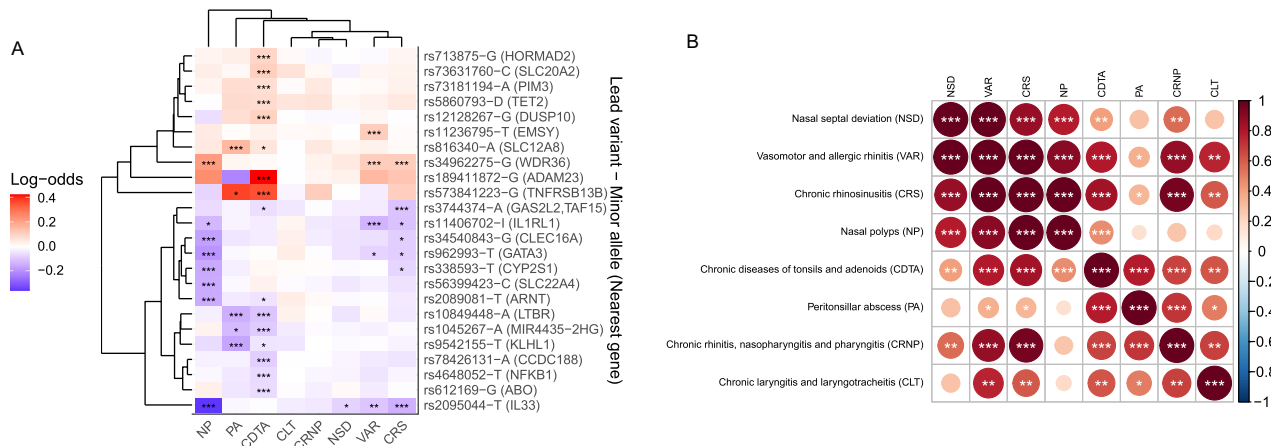 A
rs713875−G (HORMAD2)
***
rs73631760−C (SLC20A2)
***
rs73181194−A (PIM3)
***
rs5860793−D (TET2)
***
rs12128267−G (DUSP10)
***
rs11236795−T (EMSY)
***
rs816340−A (SLC12A8)
*** *
rs34962275−G (WDR36)
*** *** ***
rs189411872−G (ADAM23)
***
rs573841223−G (TNFRSB13B)
* ***
rs3744374−A (GAS2L2,TAF15)
* ***
rs11406702−I (IL1RL1)
* *** *
rs34540843−G (CLEC16A)
*** *
rs962993−T (GATA3)
*** * *
rs338593−T (CYP2S1)
*** *
rs56399423−C (SLC22A4)
***
rs2089081−T (ARNT)
*** *
rs10849448−A (LTBR)
*** ***
rs1045267−A (MIR4435−2HG)
* ***
rs9542155−T (KLHL1)
*** *
rs78426131−A (CCDC188)
***
rs4648052−T (NFKB1)
***
rs612169−G (ABO)
***
rs2095044−T (IL33)
*** * ** ***
NP PA CDTA CLT CRNP NSD VAR CRS
Lead variant − Minor allele (Nearest gene)
Log−odds
0.4
0.2
0.0
−0.2
B
NSD VAR CRS NP CDTA PA CRNP CLT
Nasal septal deviation (NSD) *** *** *** *** ** **
Vasomotor and allergic rhinitis (VAR) *** *** *** *** *** * *** **
Chronic rhinosinusitis (CRS) *** *** *** *** *** * *** **
Nasal polyps (NP) *** *** *** *** ***
Chronic diseases of tonsils and adenoids (CDTA) ** *** *** *** *** *** *** ***
Peritonsillar abscess (PA) * * *** *** *** *
Chronic rhinitis, nasopharyngitis and pharyngitis (CRNP) ** *** *** *** *** *** **
Chronic laryngitis and laryngotracheitis (CLT) ** ** ** * ** ***
1
0.8
0.6
0.4
0.2
0
−0.2
−0.4
−0.6
−0.8
−1